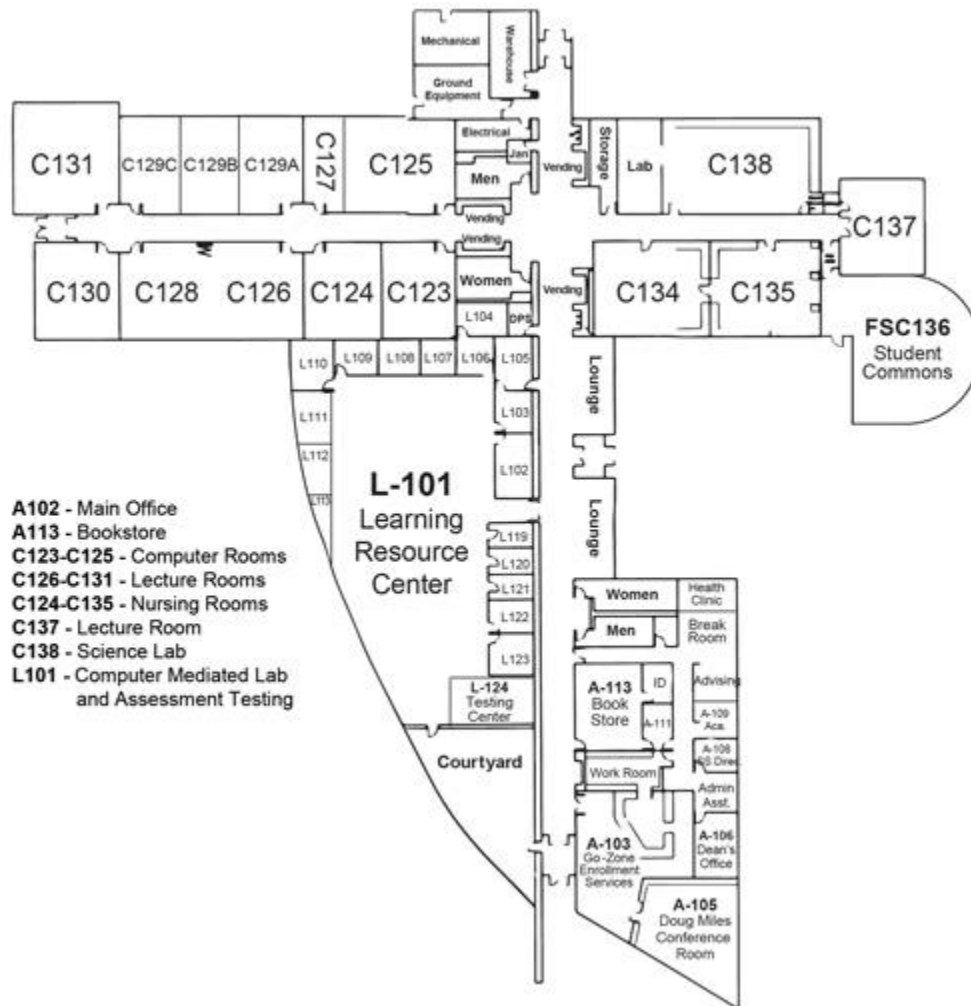 Mechanical
Warehouse
Ground
Equipment
Electrical
Jan
Men
Vending
Storage
Lab
C138
C131
C129C
C129B
C129A
C127
C125
Vending
Vending
C137
C130
C128
C126
C124
C123
Women
L104
DPS
Vending
C134
C135
FSC136
Student
Commons
L110
L109
L108
L107
L106
L105
Lounge
L111
L103
L112
L102
L113
L-101
Learning
Resource
Center
Lounge
A102 - Main Office
A113 - Bookstore
C123-C125 - Computer Rooms
C126-C131 - Lecture Rooms
C124-C135 - Nursing Rooms
C137 - Lecture Room
C138 - Science Lab
L101 - Computer Mediated Lab
and Assessment Testing
L119
L120
L121
L122
L123
L-124
Testing
Center
Courtyard
Women
Health
Clinic
Men
Break
Room
A-113
Book
Store
ID
Advising
A-111
A-109
Aca.
A-108
SS Direc.
Work Room
Admin
Asst.
A-103
Go-Zone
Enrollment
Services
A-106
Dean's
Office
A-105
Doug Miles
Conference
Room